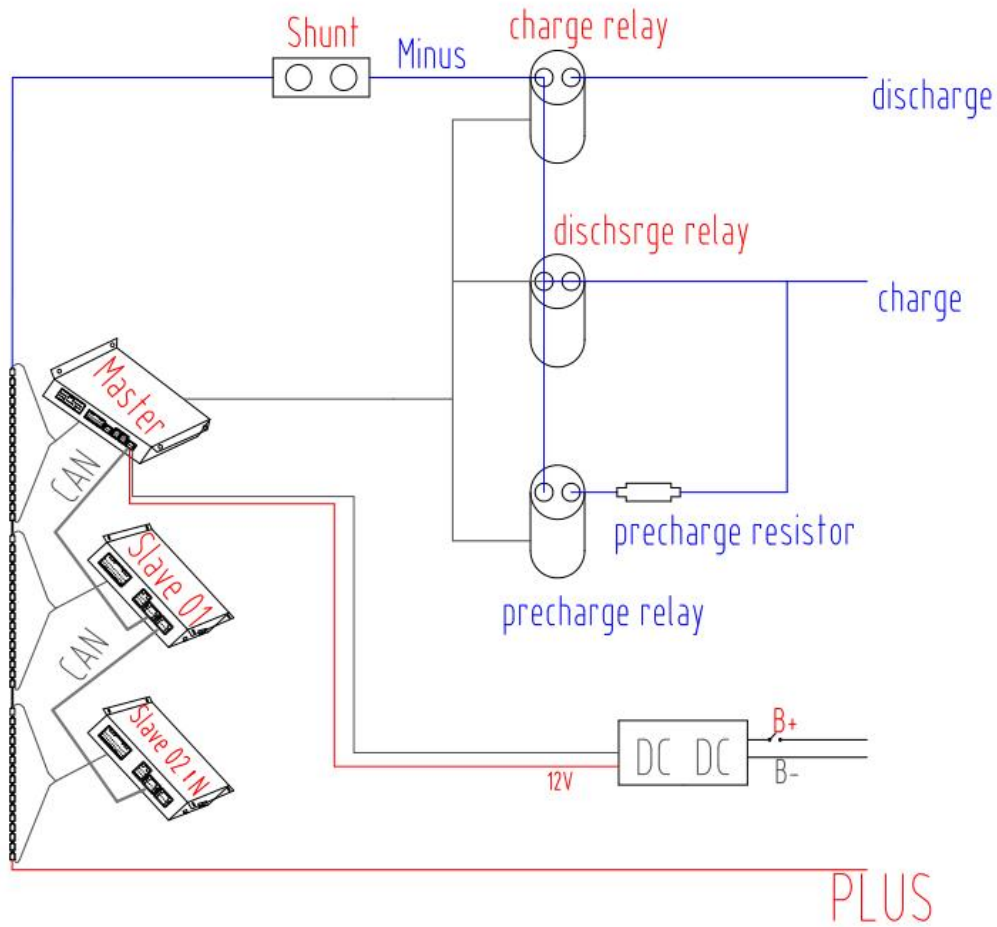 Shunt
Minus
charge relay
discharge
dischsrge relay
charge
Master
CAN
precharge resistor
Slave 01
precharge relay
CAN
Slave 02 1 N
B+
DC DC
12V
B-
PLUS